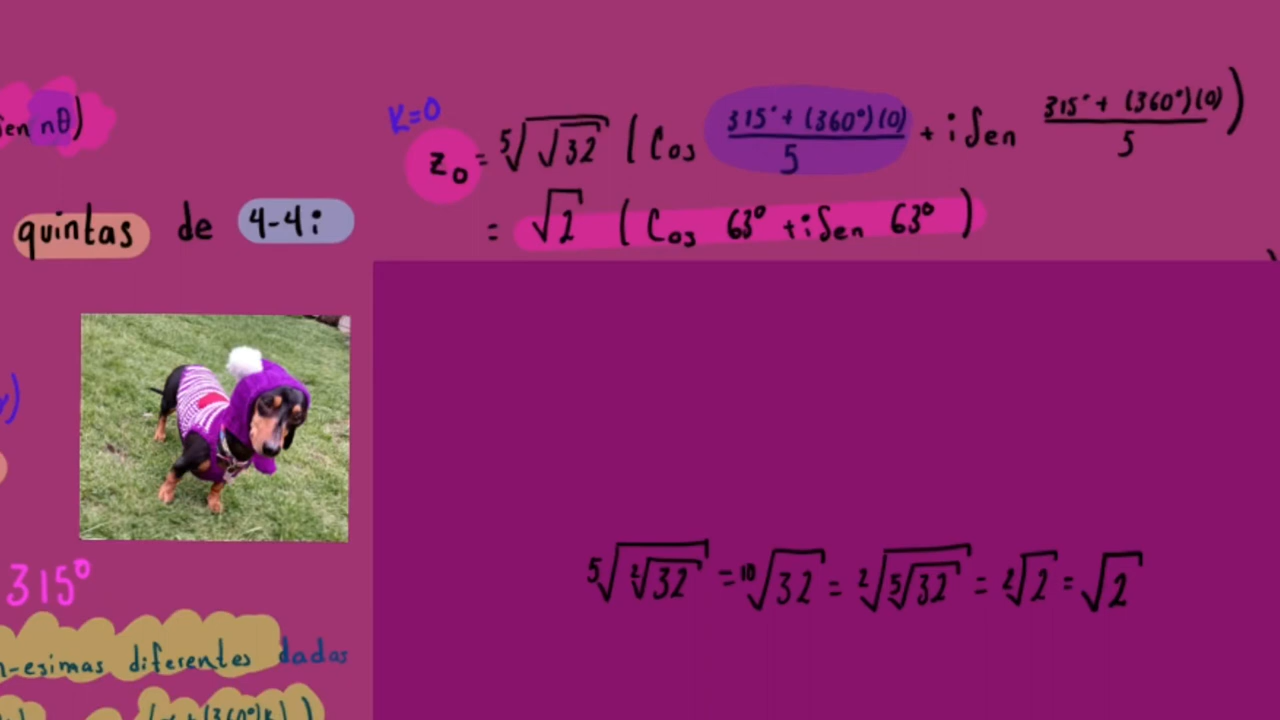 sen nθ)
quintas de 4-4i
315°
n-esimas diferentes dadas
K=0
z₀ = ⁵√√32 ( Cos 315°+(360°)(0)/5 + i Sen 315°+(360°)(0)/5 )
= √2 ( Cos 63° + i Sen 63° )
⁵√²√32 = ¹⁰√32 = ²√⁵√32 = ²√2 = √2